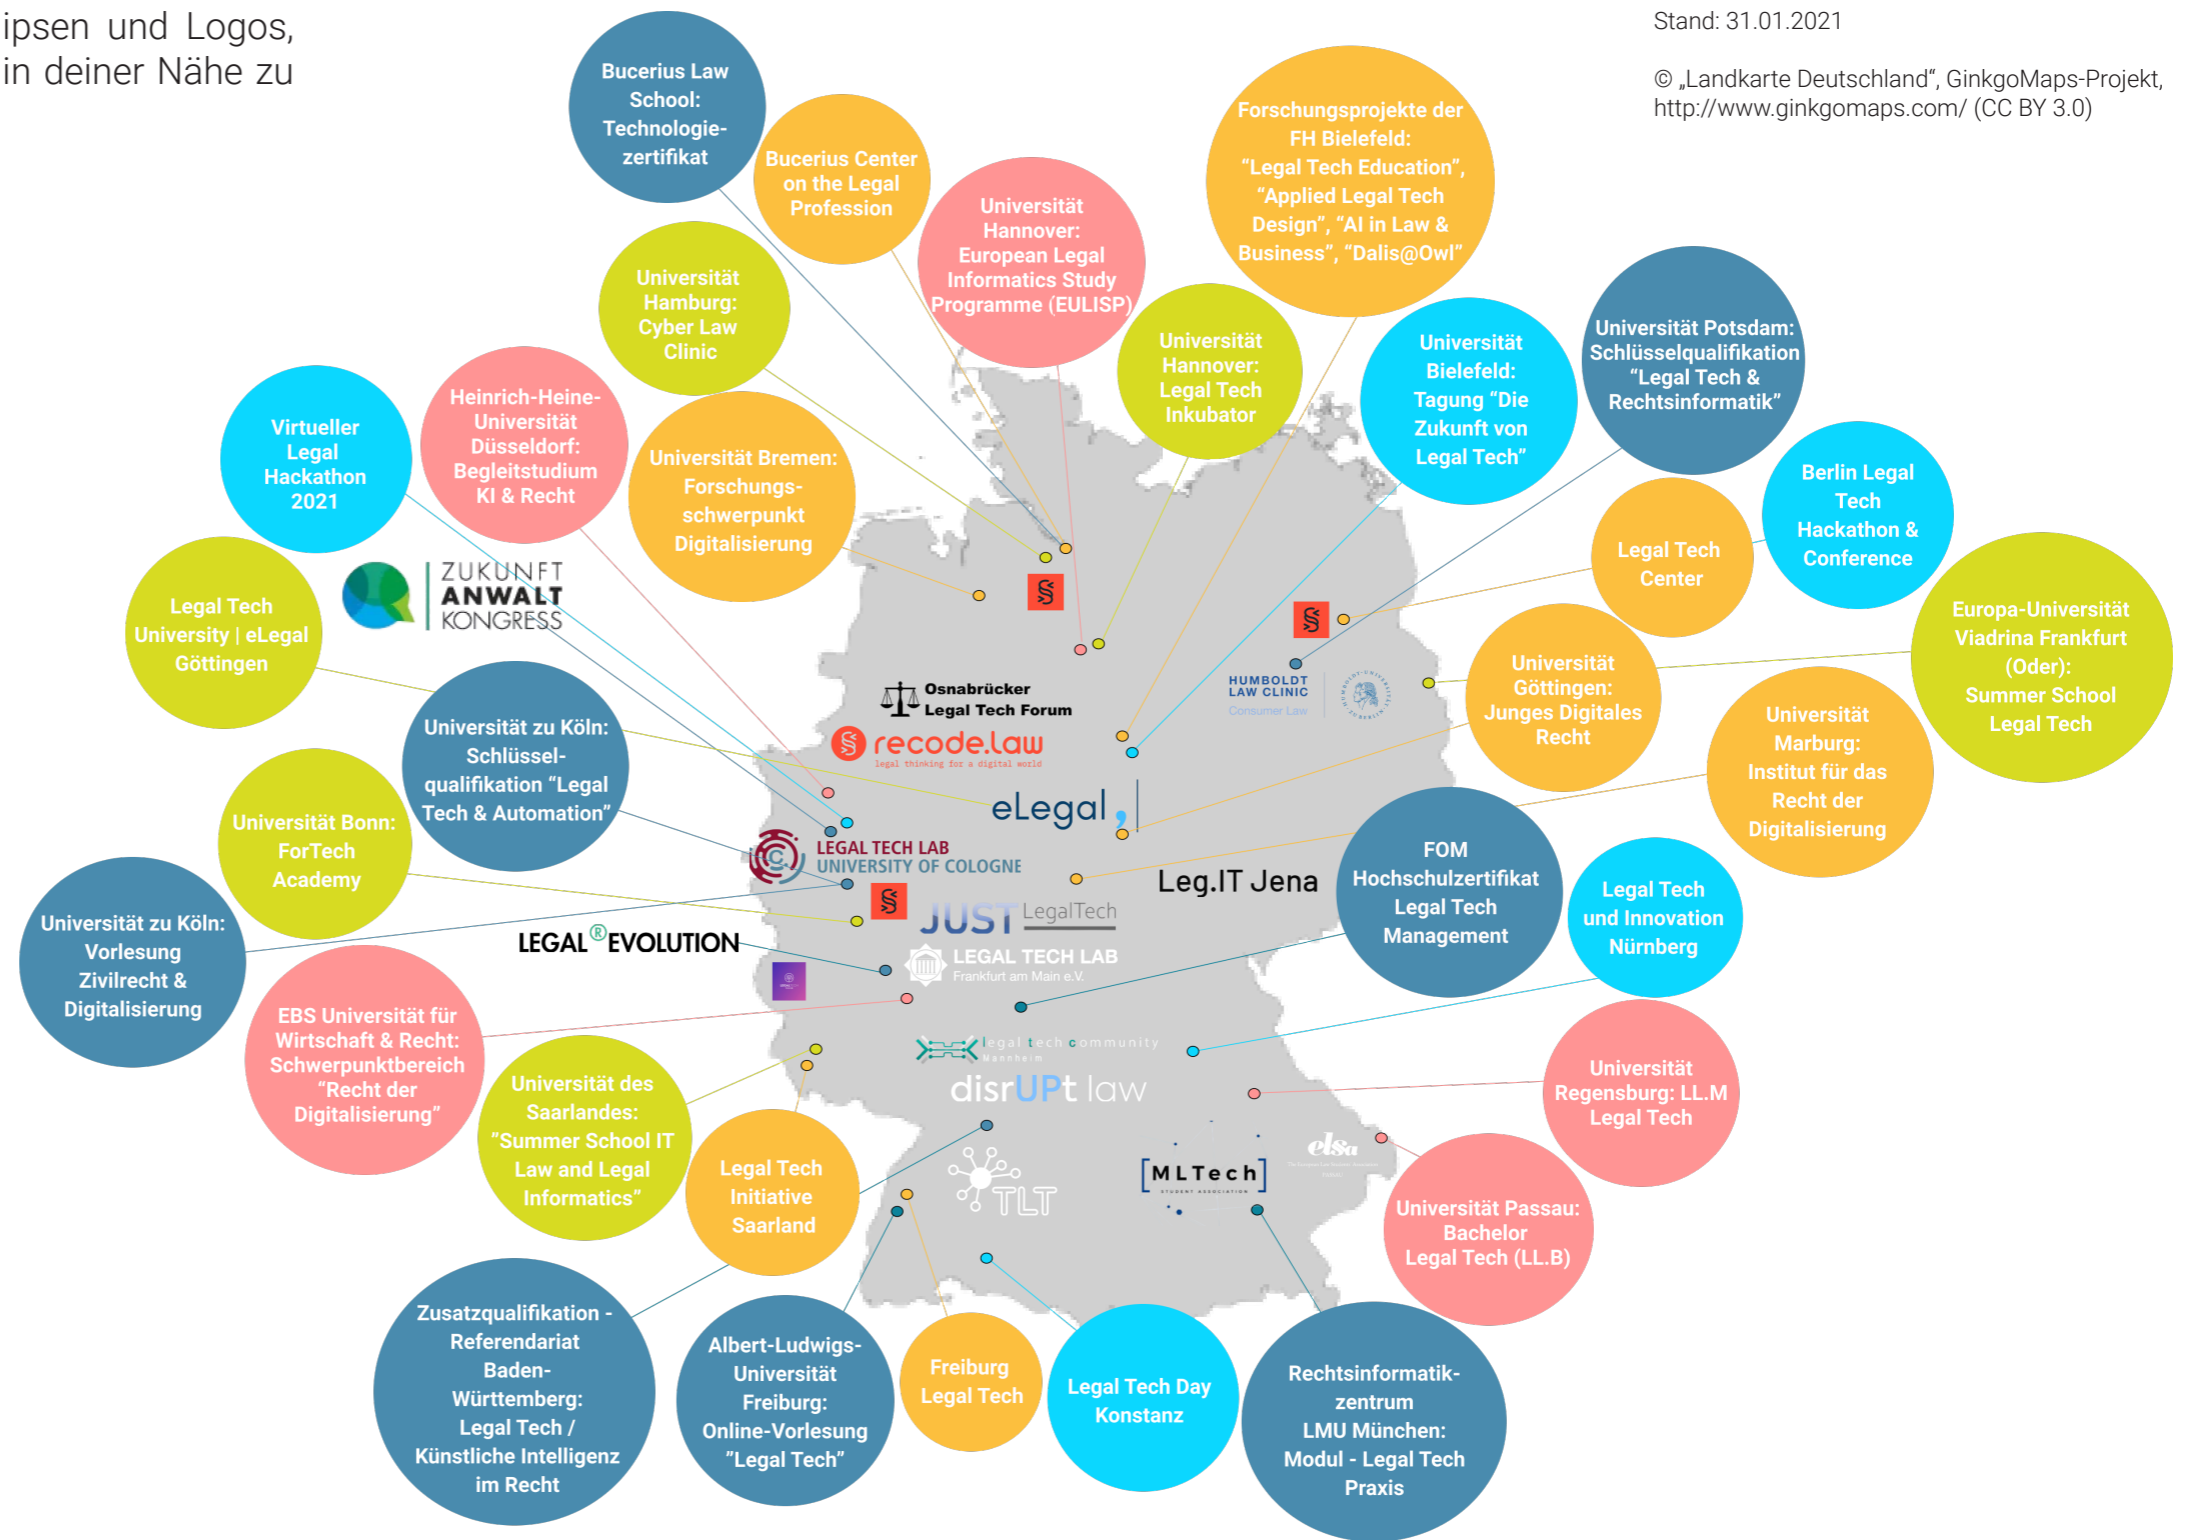 ipsen und Logos,
in deiner Nähe zu
Stand: 31.01.2021
© „Landkarte Deutschland“, GinkgoMaps-Projekt,
http://www.ginkgomaps.com/ (CC BY 3.0)
Bucerius Law
School:
Technologie-
zertifikat
Bucerius Center
on the Legal
Profession
Universität
Hannover:
European Legal
Informatics Study
Programme (EULISP)
Forschungsprojekte der
FH Bielefeld:
“Legal Tech Education”,
“Applied Legal Tech
Design”, “AI in Law &
Business”, “Dalis@Owl”
Universität
Hamburg:
Cyber Law
Clinic
Universität
Hannover:
Legal Tech
Inkubator
Universität
Bielefeld:
Tagung “Die
Zukunft von
Legal Tech”
Universität Potsdam:
Schlüsselqualifikation
“Legal Tech &
Rechtsinformatik”
Virtueller
Legal
Hackathon
2021
Heinrich-Heine-
Universität
Düsseldorf:
Begleitstudium
KI & Recht
Universität Bremen:
Forschungs-
schwerpunkt
Digitalisierung
Berlin Legal
Tech
Hackathon &
Conference
Legal Tech
Center
ZUKUNFT
ANWALT
KONGRESS
Legal Tech
University | eLegal
Göttingen
Europa-Universität
Viadrina Frankfurt
(Oder):
Summer School
Legal Tech
Universität
Göttingen:
Junges Digitales
Recht
HUMBOLDT
LAW CLINIC
Consumer Law
Osnabrücker
Legal Tech Forum
recode.law
legal thinking for a digital world
Universität zu Köln:
Schlüssel-
qualifikation “Legal
Tech & Automation”
Universität
Marburg:
Institut für das
Recht der
Digitalisierung
eLegal,
Universität Bonn:
ForTech
Academy
LEGAL TECH LAB
UNIVERSITY OF COLOGNE
Leg.IT Jena
FOM
Hochschulzertifikat
Legal Tech
Management
Legal Tech
und Innovation
Nürnberg
Universität zu Köln:
Vorlesung
Zivilrecht &
Digitalisierung
LEGAL ®EVOLUTION
JUST LegalTech
LEGAL TECH LAB
Frankfurt am Main e.V.
EBS Universität für
Wirtschaft & Recht:
Schwerpunktbereich
“Recht der
Digitalisierung”
legal tech community
Mannheim
disrUPt law
Universität des
Saarlandes:
”Summer School IT
Law and Legal
Informatics”
Universität
Regensburg: LL.M
Legal Tech
Legal Tech
Initiative
Saarland
TLT
[MLTech]
STUDENT ASSOCIATION
elsa
Universität Passau:
Bachelor
Legal Tech (LL.B)
Zusatzqualifikation -
Referendariat
Baden-
Württemberg:
Legal Tech /
Künstliche Intelligenz
im Recht
Albert-Ludwigs-
Universität
Freiburg:
Online-Vorlesung
”Legal Tech”
Freiburg
Legal Tech
Legal Tech Day
Konstanz
Rechtsinformatik-
zentrum
LMU München:
Modul - Legal Tech
Praxis